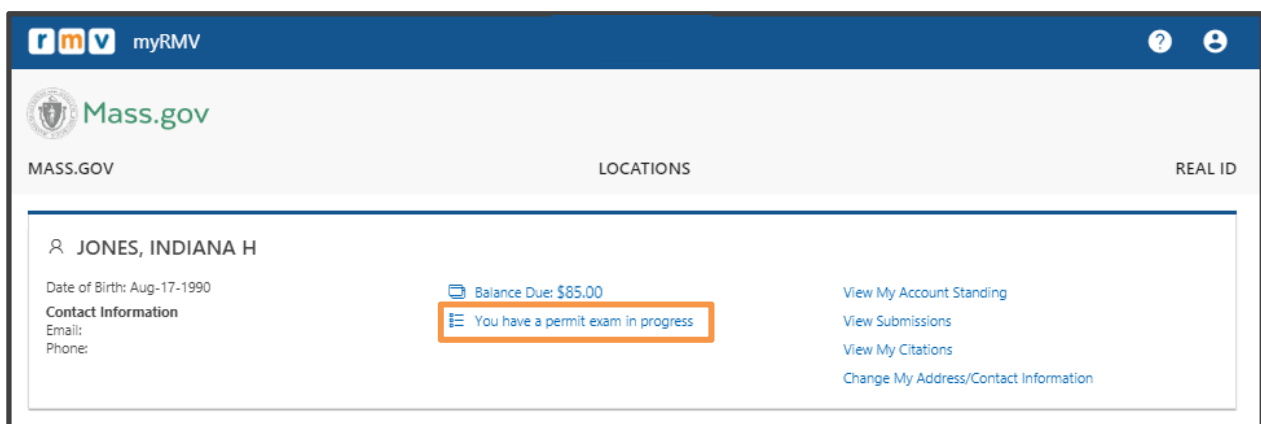 rmv myRMV
Mass.gov
MASS.GOV LOCATIONS REAL ID
JONES, INDIANA H
Date of Birth: Aug-17-1990
Contact Information
Email:
Phone:
Balance Due: $85.00
You have a permit exam in progress
View My Account Standing
View Submissions
View My Citations
Change My Address/Contact Information